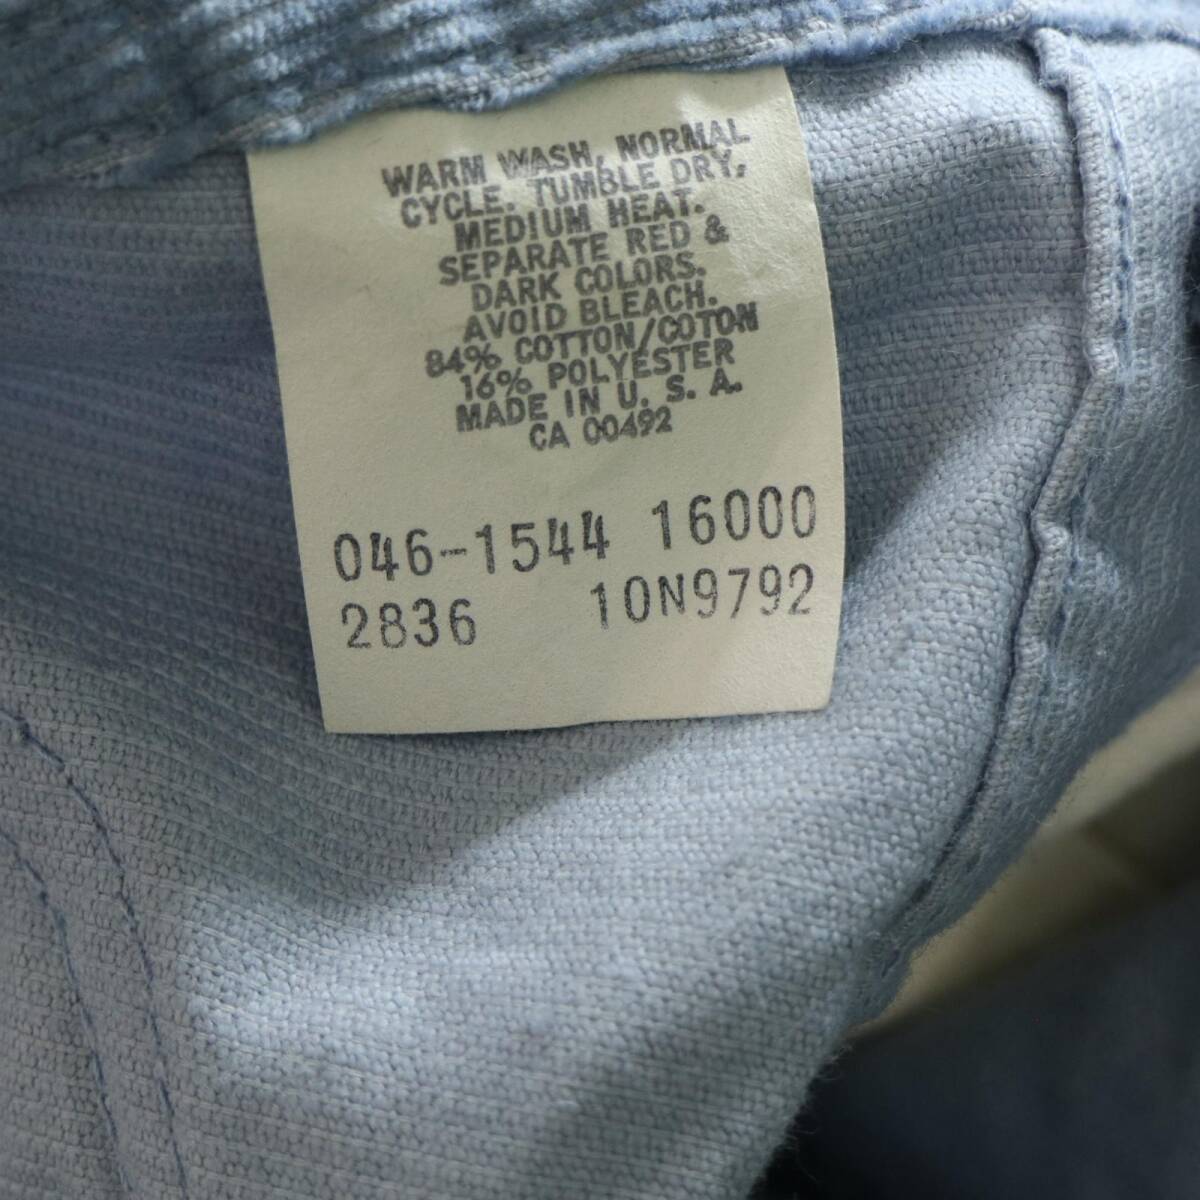 WARM WASH, NORMAL
CYCLE. TUMBLE DRY,
MEDIUM HEAT.
SEPARATE RED &
DARK COLORS.
AVOID BLEACH.
84% COTTON/COTON
16% POLYESTER
MADE IN U. S. A.
CA 00492
046-1544 16000
2836 10N9792